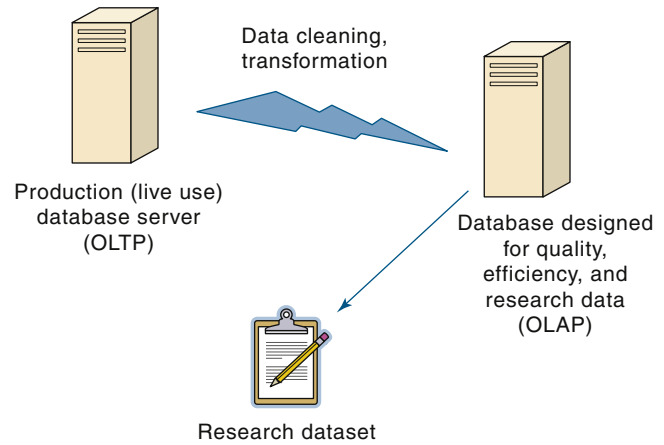 Data cleaning,
transformation
Production (live use)
database server
(OLTP)
Database designed
for quality,
efficiency, and
research data
(OLAP)
Research dataset